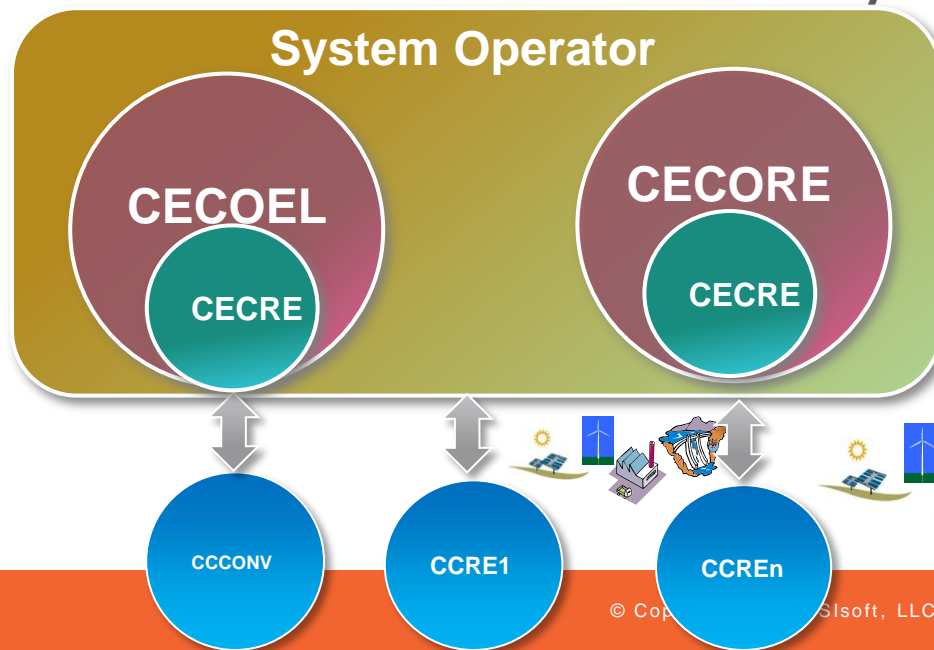 System Operator
CECOEL
CECORE
CECRE
CECRE
CCCONV
CCRE1
CCREn
© Cop SIsoft, LLC